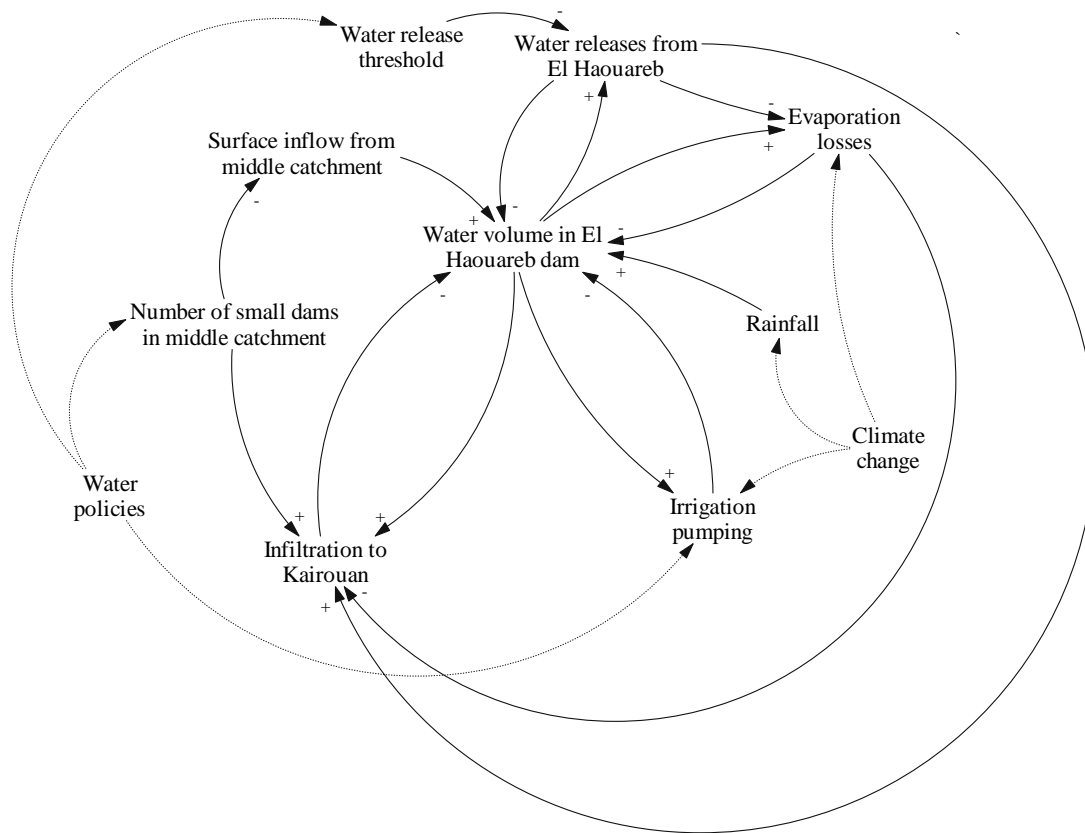 Water release
threshold
-
Water releases from
El Haouareb
+
-
Evaporation
losses
+
Surface inflow from
middle catchment
-
+
-
Water volume in El
Haouareb dam
-
+
-
-
Number of small dams
in middle catchment
Rainfall
Climate
change
Water
policies
+
Irrigation
pumping
+
+
Infiltration to
Kairouan
+
-